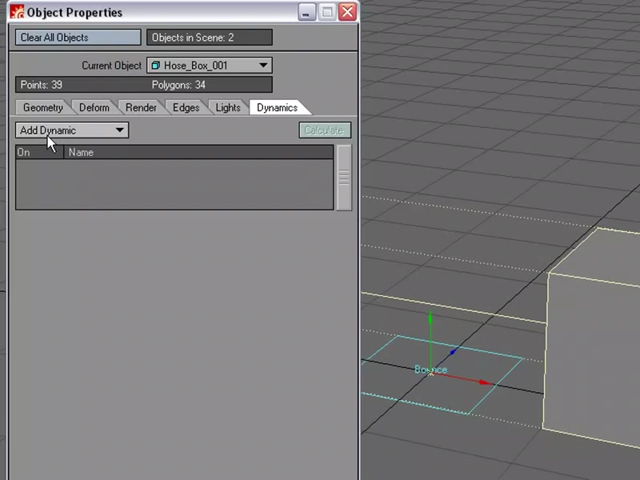 Object Properties
Clear All Objects
Objects in Scene: 2
Current Object
Hose_Box_001
Points: 39
Polygons: 34
Geometry
Deform
Render
Edges
Lights
Dynamics
Add Dynamic
Calculate
On
Name
Bounce